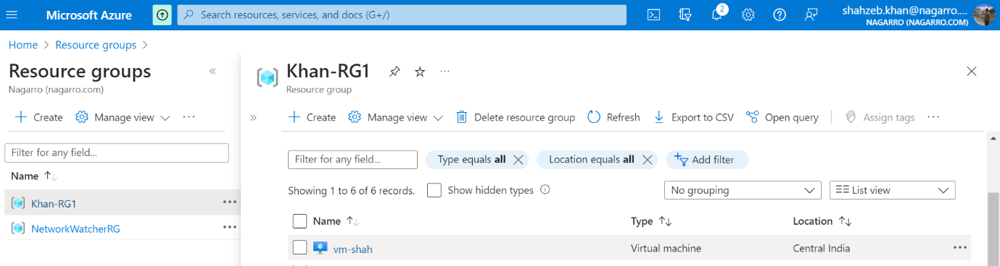 Microsoft Azure
Search resources, services, and docs (G+/)
2
shahzeb.khan@nagarro....
NAGARRO (NAGARRO.COM)
Home > Resource groups >
Resource groups «
Nagarro (nagarro.com)
+ Create Manage view ...
Filter for any field...
Name ↑↓
Khan-RG1 ...
NetworkWatcherRG ...
Khan-RG1 ...
Resource group
» + Create Manage view Delete resource group Refresh Export to CSV Open query Assign tags ...
Filter for any field... Type equals all Location equals all Add filter
Showing 1 to 6 of 6 records. Show hidden types No grouping List view
Name ↑↓ Type ↑↓ Location ↑↓
vm-shah Virtual machine Central India ...